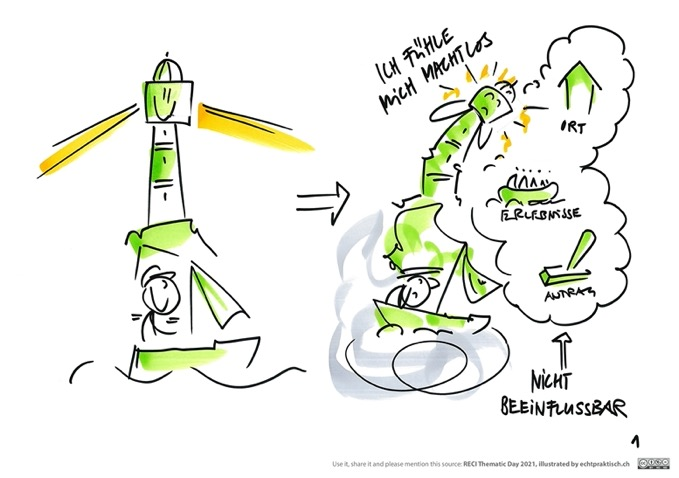 ICH FÜHLE
MICH MACHTLOS
ORT
ERLEBNISSE
ANTRAG
NICHT
BEEINFLUSSBAR
1
Use it, share it and please mention this source: RECI Thematic Day 2021, illustrated by echtpraktisch.ch